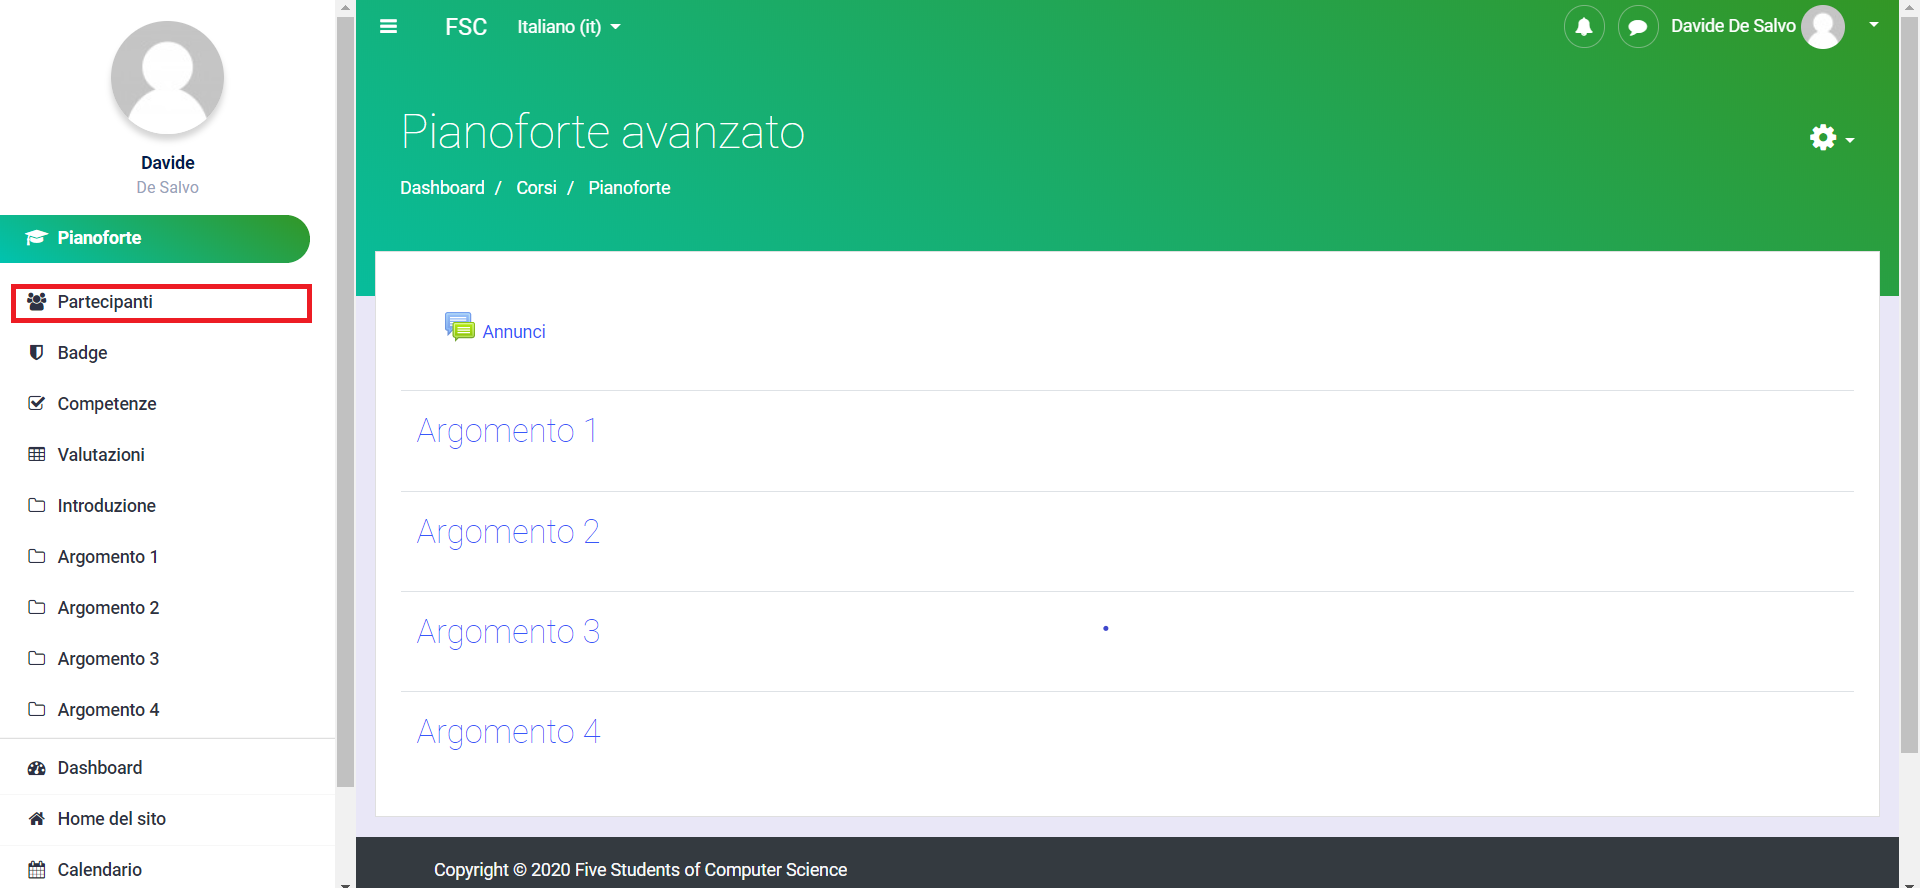 Davide
De Salvo
Pianoforte
Partecipanti
Badge
Competenze
Valutazioni
Introduzione
Argomento 1
Argomento 2
Argomento 3
Argomento 4
Dashboard
Home del sito
Calendario
FSC Italiano (it) Davide De Salvo
Pianoforte avanzato
Dashboard / Corsi / Pianoforte
Annunci
Argomento 1
Argomento 2
Argomento 3
Argomento 4
Copyright © 2020 Five Students of Computer Science